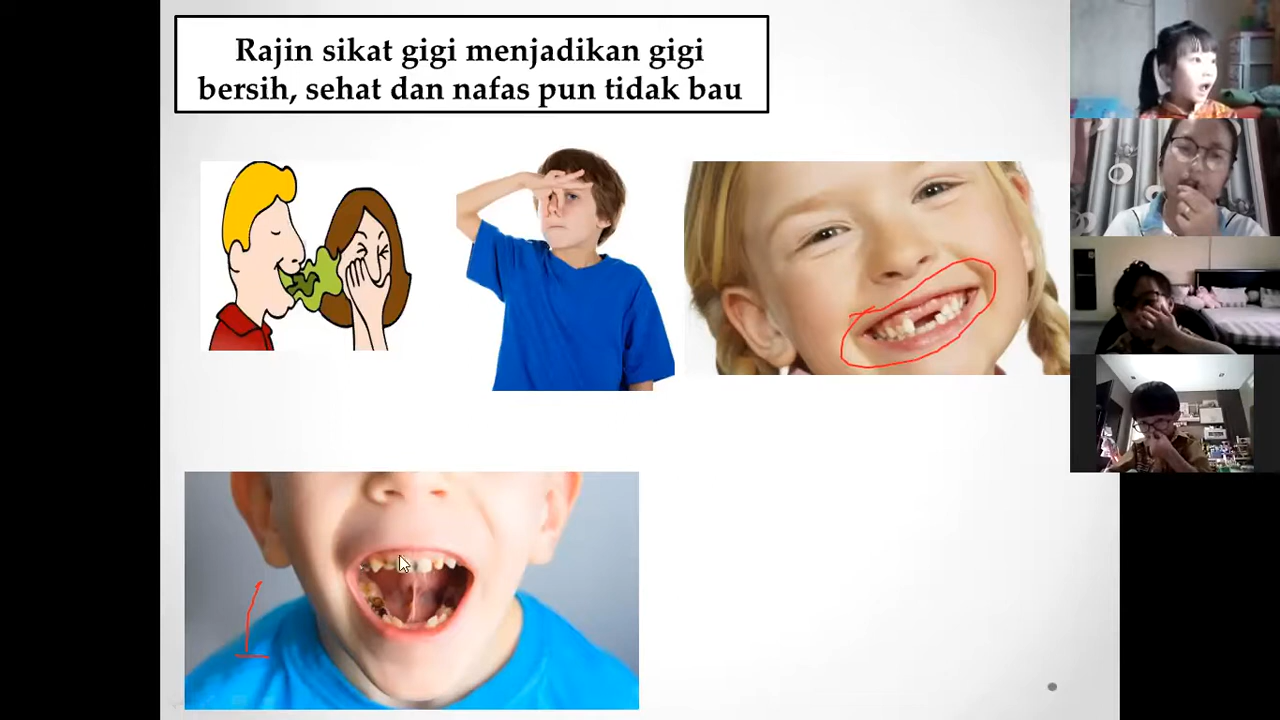 Rajin sikat gigi menjadikan gigi
bersih, sehat dan nafas pun tidak bau